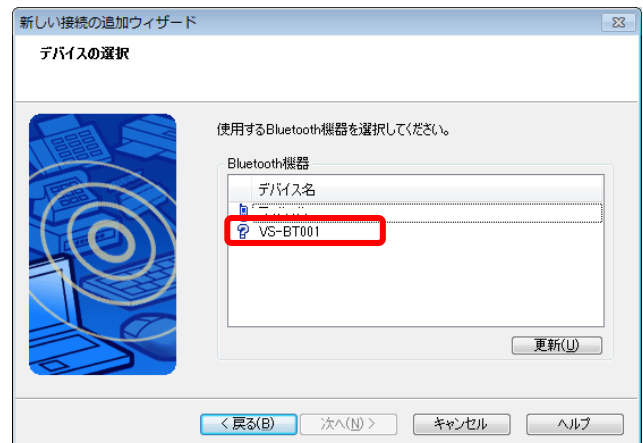 新しい接続の追加ウィザード
デバイスの選択
使用するBluetooth機器を選択してください。
Bluetooth機器
デバイス名
VS-BT001
更新(U)
< 戻る(B)
次へ(N) >
キャンセル
ヘルプ